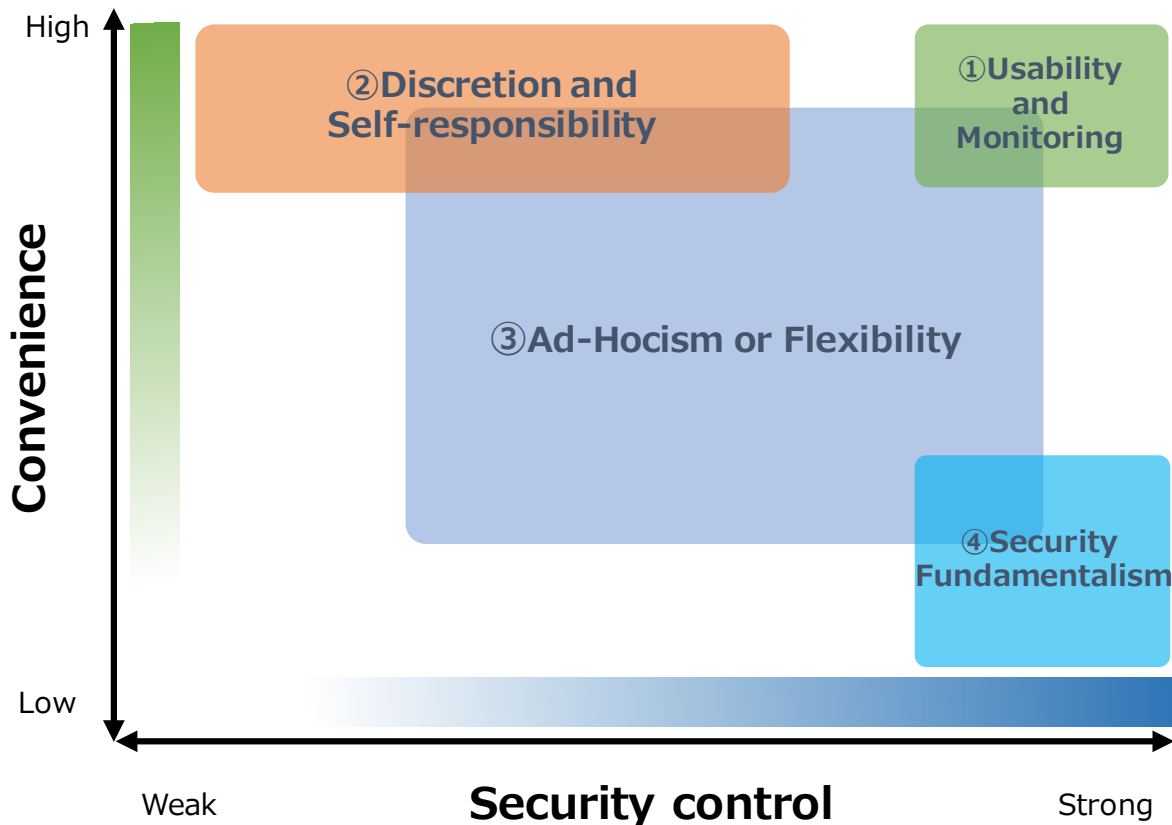 High
②Discretion and
Self-responsibility
①Usability
and
Monitoring
Convenience
③Ad-Hocism or Flexibility
④Security
Fundamentalism
Low
Weak
Security control
Strong